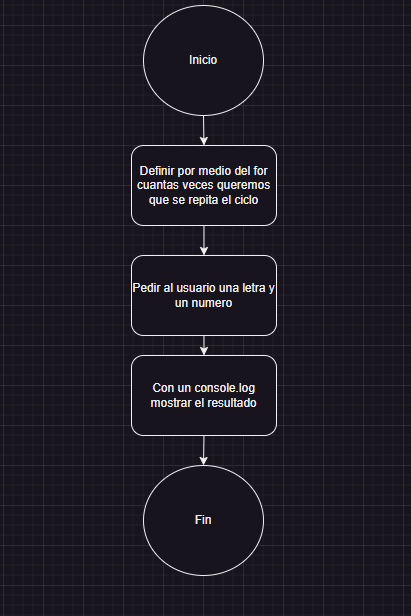 Inicio
Definir por medio del for
cuantas veces queremos
que se repita el ciclo
Pedir al usuario una letra y
un numero
Con un console.log
mostrar el resultado
Fin